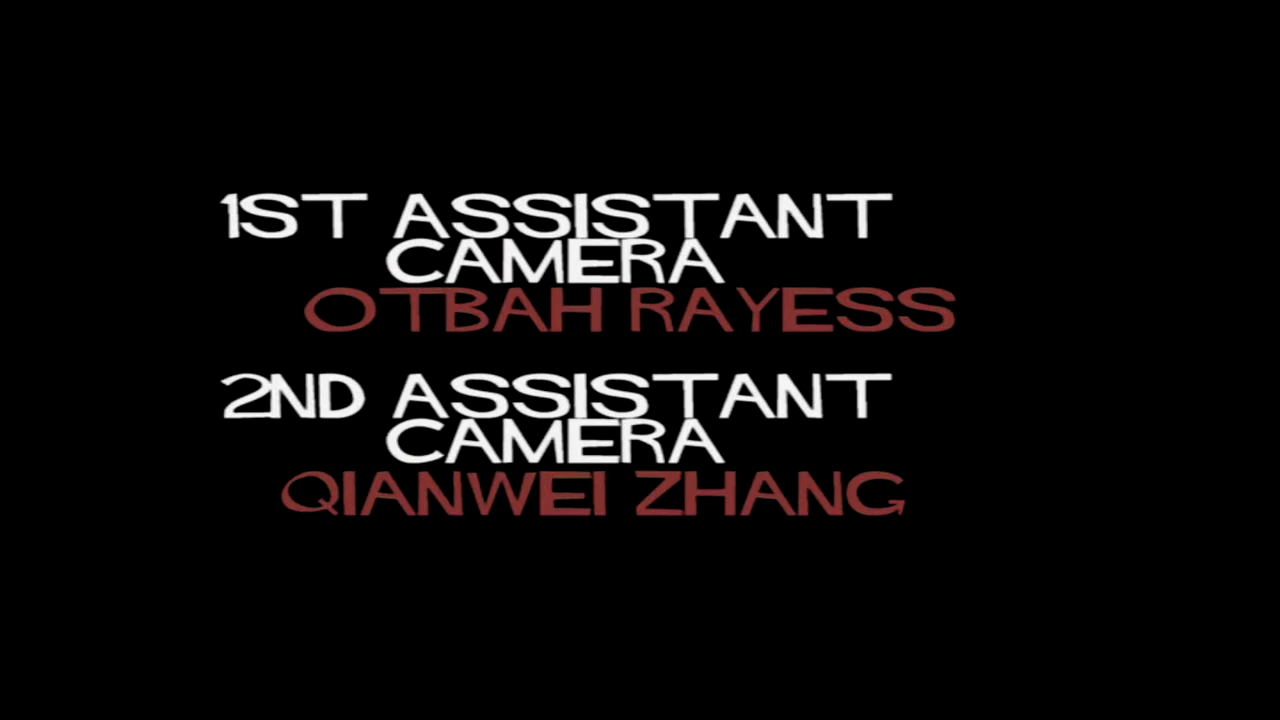 1ST ASSISTANT
CAMERA
OTBAH RAYESS
2ND ASSISTANT
CAMERA
QIANWEI ZHANG